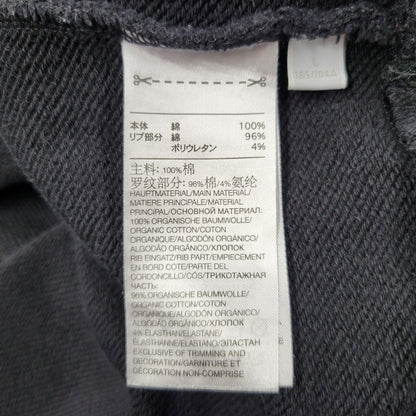 L
185/104A
本体 綿 100%
リブ部分 綿 96%
ポリウレタン 4%
主料: 100%棉
罗纹部分: 96%棉/4%氨纶
HAUPTMATERIAL/MAIN MATERIAL/
MATIERE PRINCIPALE/MATERIAL
PRINCIPAL/ОСНОВНОЙ МАТЕРИАЛ:
100% ORGANISCHE BAUMWOLLE/
ORGANIC COTTON/COTON
ORGANIQUE/ALGODÓN ORGÁNICO/
ALGODÃO ORGÂNICO/ХЛОПОК
RIB EINSATZ/RIB PART/EMPIECEMENT
EN BORD COTE/PARTE DEL
CORDONCILLO/CÓS/ТРИКОТАЖНАЯ
ЧАСТЬ:
96% ORGANISCHE BAUMWOLLE/
ORGANIC COTTON/COTON
ORGANIQUE/ALGODÓN ORGÁNICO/
ALGODÃO ORGÂNICO/ХЛОПОК
4% ELASTHAN/ELASTANE/
ÉLASTHANNE/ELASTANO/ЭЛАСТАН
EXCLUSIVE OF TRIMMING AND
DECORATION/GARNITURE ET
DÉCORATION NON-COMPRISE